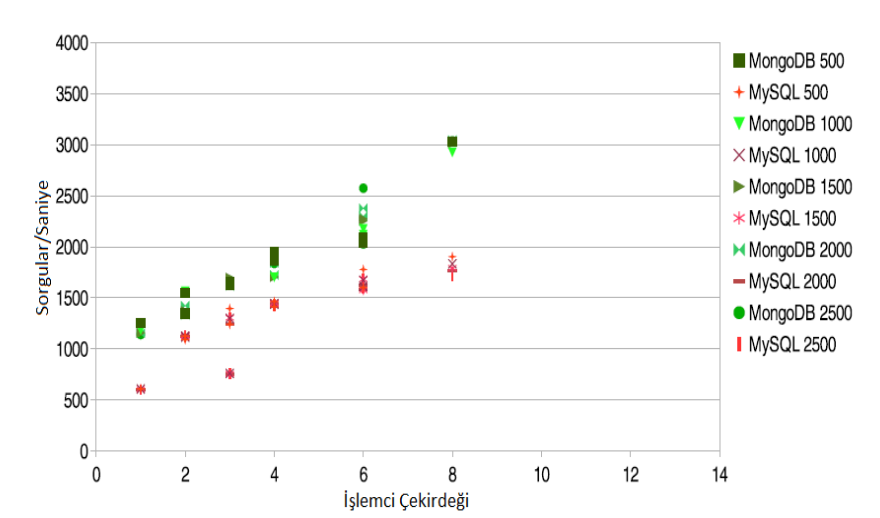 4000
3500
3000
2500
2000
1500
1000
500
0
Sorgular/Saniye
0 2 4 6 8 10 12 14
İşlemci Çekirdeği
MongoDB 500
MySQL 500
MongoDB 1000
MySQL 1000
MongoDB 1500
MySQL 1500
MongoDB 2000
MySQL 2000
MongoDB 2500
MySQL 2500